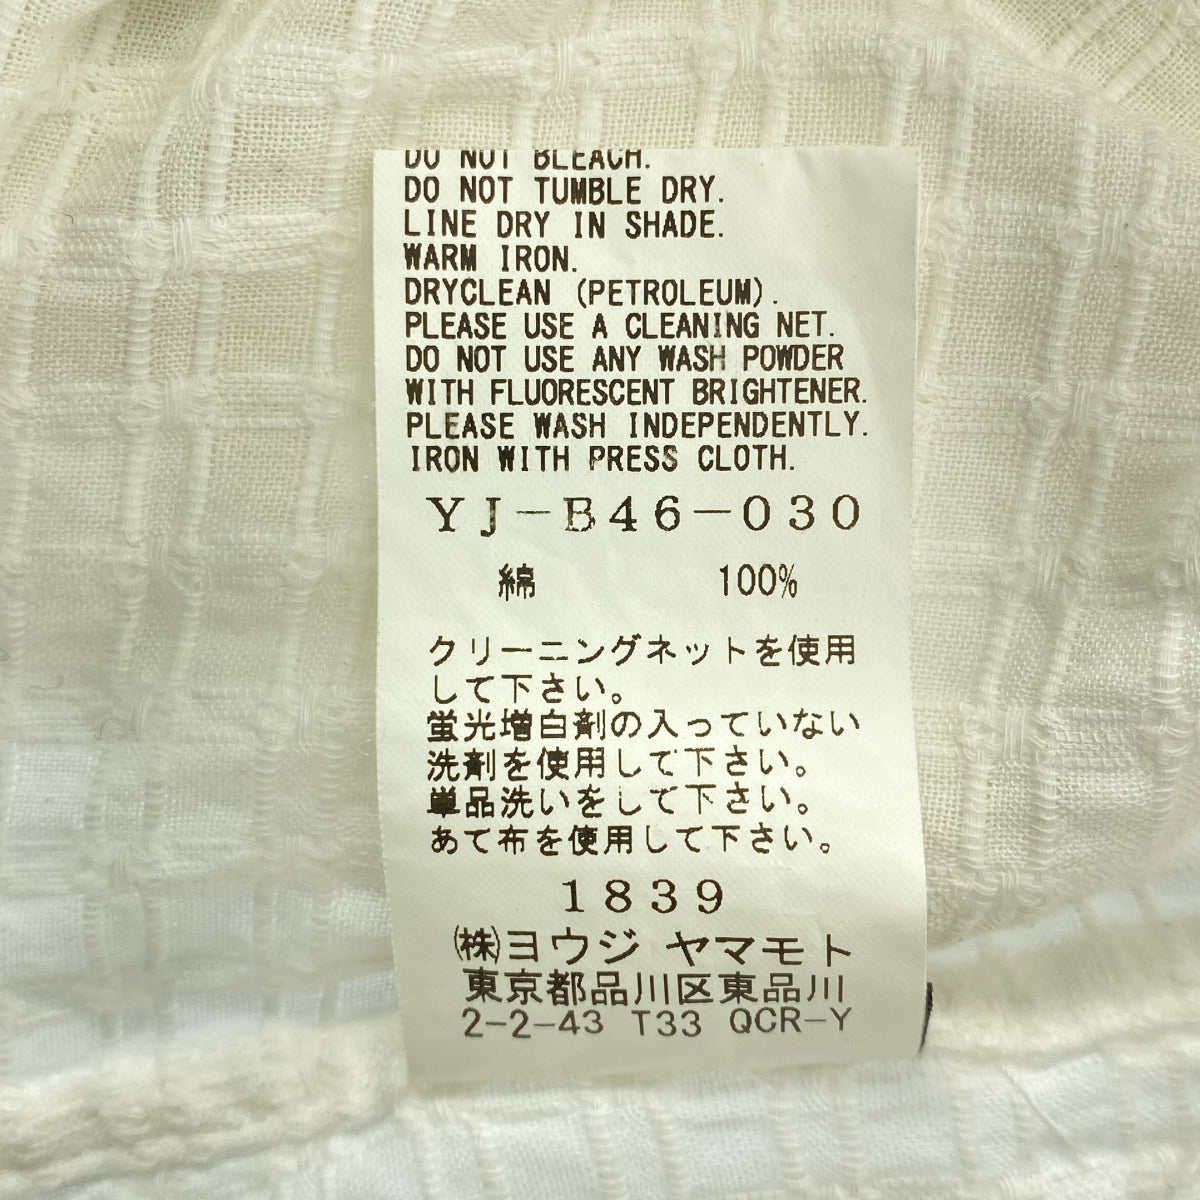 DO NOT BLEACH.
DO NOT TUMBLE DRY.
LINE DRY IN SHADE.
WARM IRON.
DRYCLEAN (PETROLEUM).
PLEASE USE A CLEANING NET.
DO NOT USE ANY WASH POWDER
WITH FLUORESCENT BRIGHTENER.
PLEASE WASH INDEPENDENTLY.
IRON WITH PRESS CLOTH.
YJ-B46-030
綿 100%
クリーニングネットを使用
して下さい。
蛍光増白剤の入っていない
洗剤を使用して下さい。
単品洗いをして下さい。
あて布を使用して下さい。
1839
(株)ヨウジ ヤマモト
東京都品川区東品川
2-2-43 T33 QCR-Y